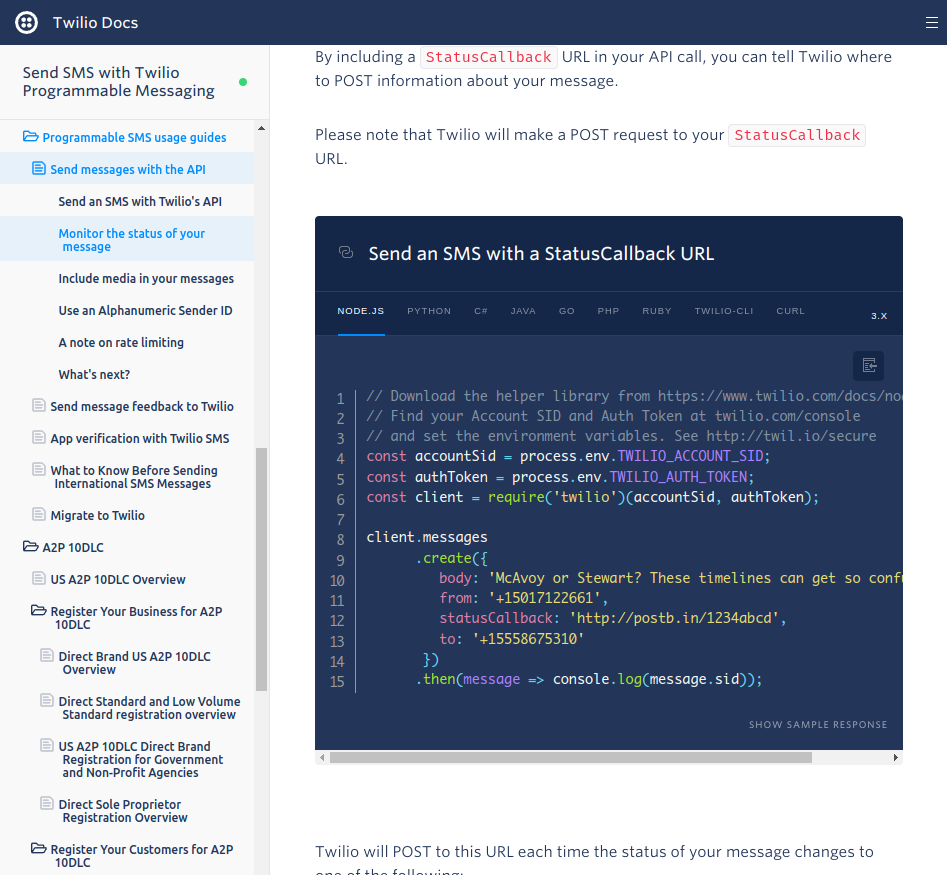 Twilio Docs
Send SMS with Twilio
Programmable Messaging
Programmable SMS usage guides
Send messages with the API
Send an SMS with Twilio's API
Monitor the status of your
message
Include media in your messages
Use an Alphanumeric Sender ID
A note on rate limiting
What's next?
Send message feedback to Twilio
App verification with Twilio SMS
What to Know Before Sending
International SMS Messages
Migrate to Twilio
A2P 10DLC
US A2P 10DLC Overview
Register Your Business for A2P
10DLC
Direct Brand US A2P 10DLC
Overview
Direct Standard and Low Volume
Standard registration overview
US A2P 10DLC Direct Brand
Registration for Government
and Non-Profit Agencies
Direct Sole Proprietor
Registration Overview
Register Your Customers for A2P
10DLC
By including a StatusCallback URL in your API call, you can tell Twilio where
to POST information about your message.
Please note that Twilio will make a POST request to your StatusCallback
URL.
Send an SMS with a StatusCallback URL
NODE.JS PYTHON C# JAVA GO PHP RUBY TWILIO-CLI CURL 3.X
1 // Download the helper library from https://www.twilio.com/docs/no
2 // Find your Account SID and Auth Token at twilio.com/console
3 // and set the environment variables. See http://twil.io/secure
4 const accountSid = process.env.TWILIO_ACCOUNT_SID;
5 const authToken = process.env.TWILIO_AUTH_TOKEN;
6 const client = require('twilio')(accountSid, authToken);
7
8 client.messages
9 .create({
10 body: 'McAvoy or Stewart? These timelines can get so conf
11 from: '+15017122661',
12 statusCallback: 'http://postb.in/1234abcd',
13 to: '+15558675310'
14 })
15 .then(message => console.log(message.sid));
SHOW SAMPLE RESPONSE
Twilio will POST to this URL each time the status of your message changes to
one of the following: